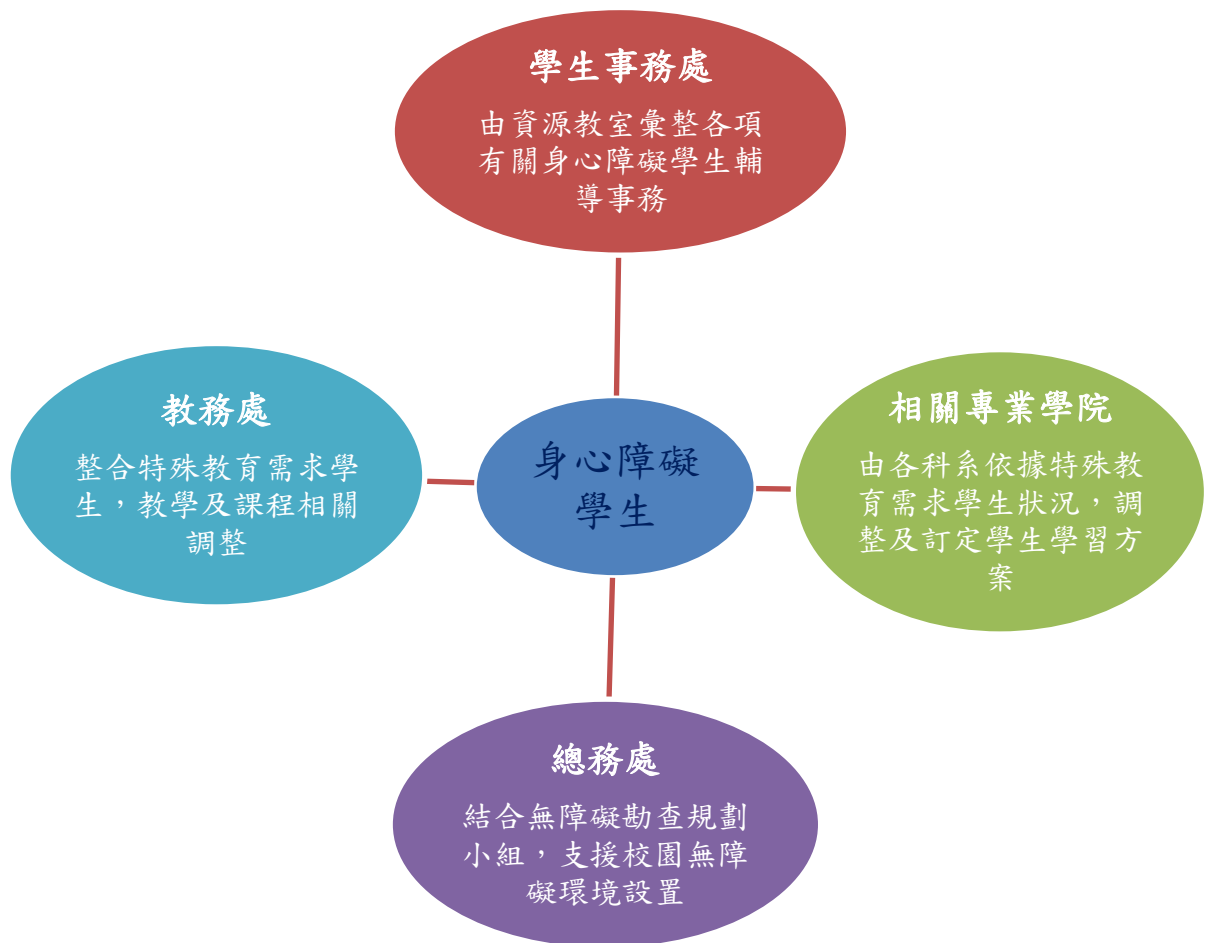 學生事務處
由資源教室彙整各項
有關身心障礙學生輔
導事務
教務處
整合特殊教育需求學
生，教學及課程相關
調整
身心障礙
學生
相關專業學院
由各科系依據特殊教
育需求學生狀況，調
整及訂定學生學習方
案
總務處
結合無障礙勘查規劃
小組，支援校園無障
礙環境設置